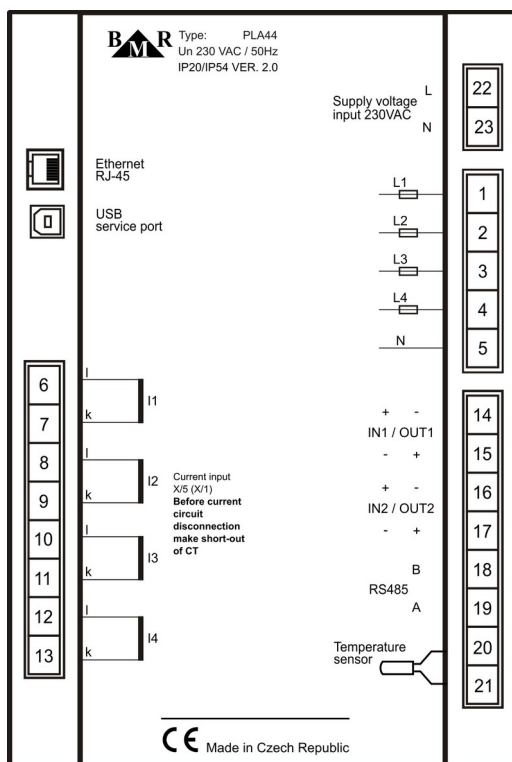 BMR
Type: PLA44
Un 230 VAC / 50Hz
IP20/IP54 VER. 2.0
Ethernet
RJ-45
USB
service port
L
Supply voltage
input 230VAC
N
22
23
L1
1
L2
2
L3
3
L4
4
N
5
6
l
I1
7
k
8
l
I2
9
k
10
l
I3
11
k
12
l
I4
13
k
Current input
X/5 (X/1)
Before current
circuit
disconnection
make short-out
of CT
+ -
14
IN1 / OUT1
- +
15
+ -
16
IN2 / OUT2
- +
17
B
18
RS485
A
19
Temperature
sensor
20
21
CE Made in Czech Republic